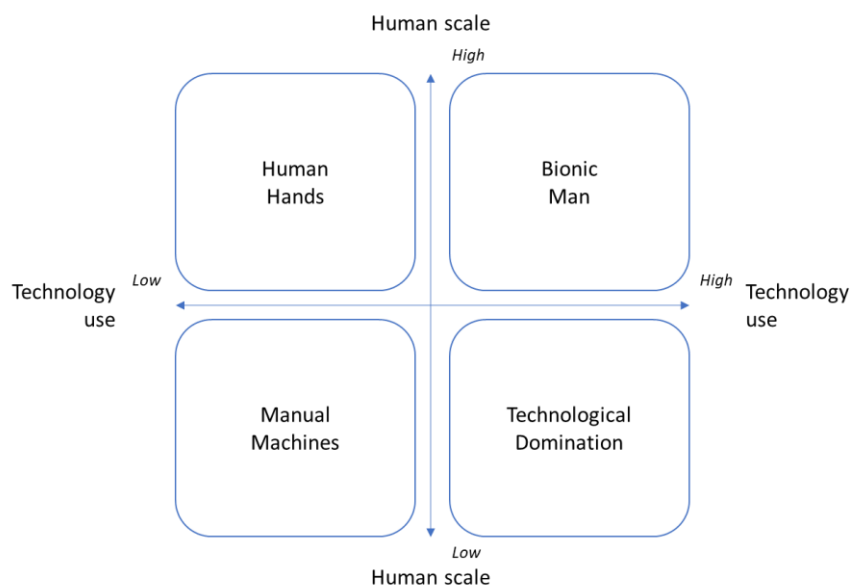 Human scale
High
Human
Hands
Bionic
Man
Low
High
Technology
use
Technology
use
Manual
Machines
Technological
Domination
Low
Human scale